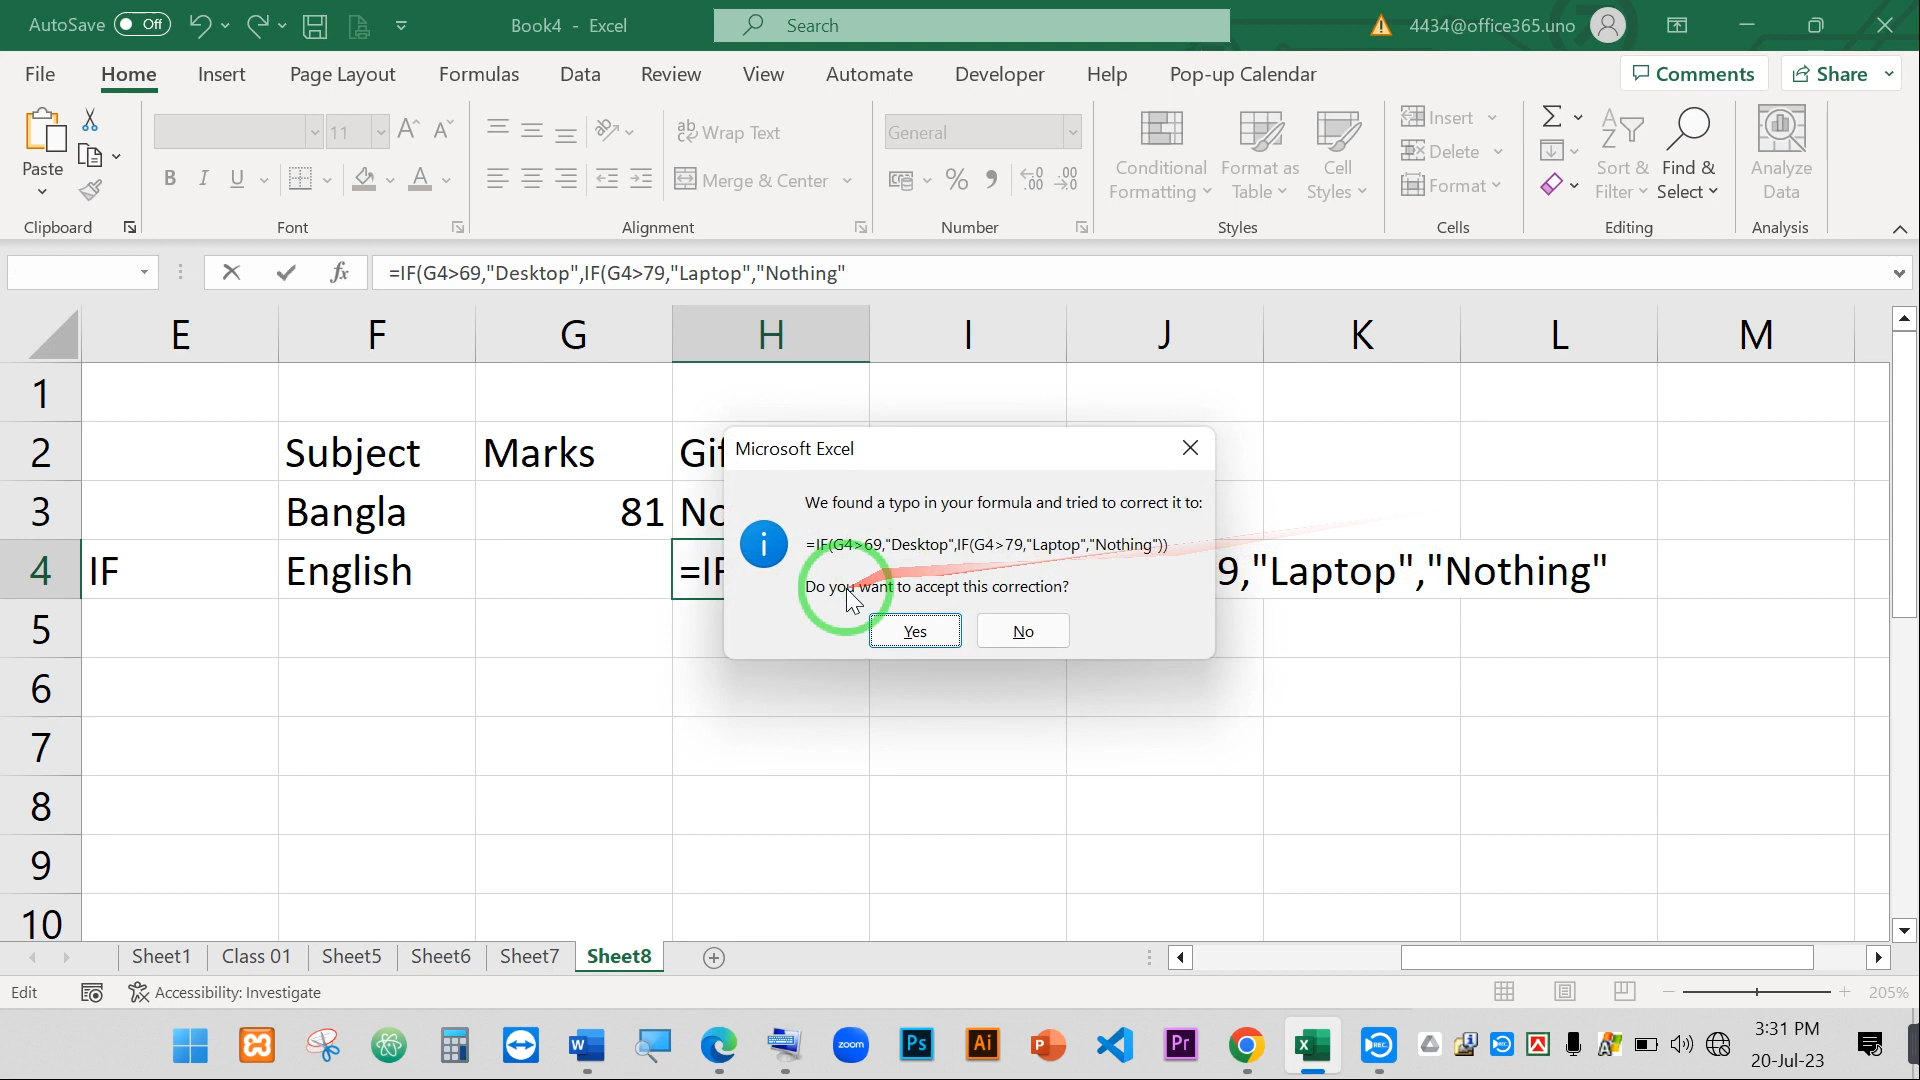 AutoSave Off Book4 - Excel Search 4434@office365.uno
File Home Insert Page Layout Formulas Data Review View Automate Developer Help Pop-up Calendar Comments Share
11 Wrap Text General Insert
Paste Conditional Format as Cell Delete Sort & Find & Analyze
B I U Merge & Center Formatting Table Styles Format Filter Select Data
Clipboard Font Alignment Number Styles Cells Editing Analysis
=IF(G4>69,"Desktop",IF(G4>79,"Laptop","Nothing"
E F G H I J K L M
1
2 Subject Marks Gif
3 Bangla 81 No
4 IF English =IF 9,"Laptop","Nothing"
5
6
7
8
9
10
Microsoft Excel
We found a typo in your formula and tried to correct it to:
=IF(G4>69,"Desktop",IF(G4>79,"Laptop","Nothing"))
Do you want to accept this correction?
Yes No
Sheet1 Class 01 Sheet5 Sheet6 Sheet7 Sheet8
Edit Accessibility: Investigate 205%
zoom Ps Ai Pr 3:31 PM
20-Jul-23